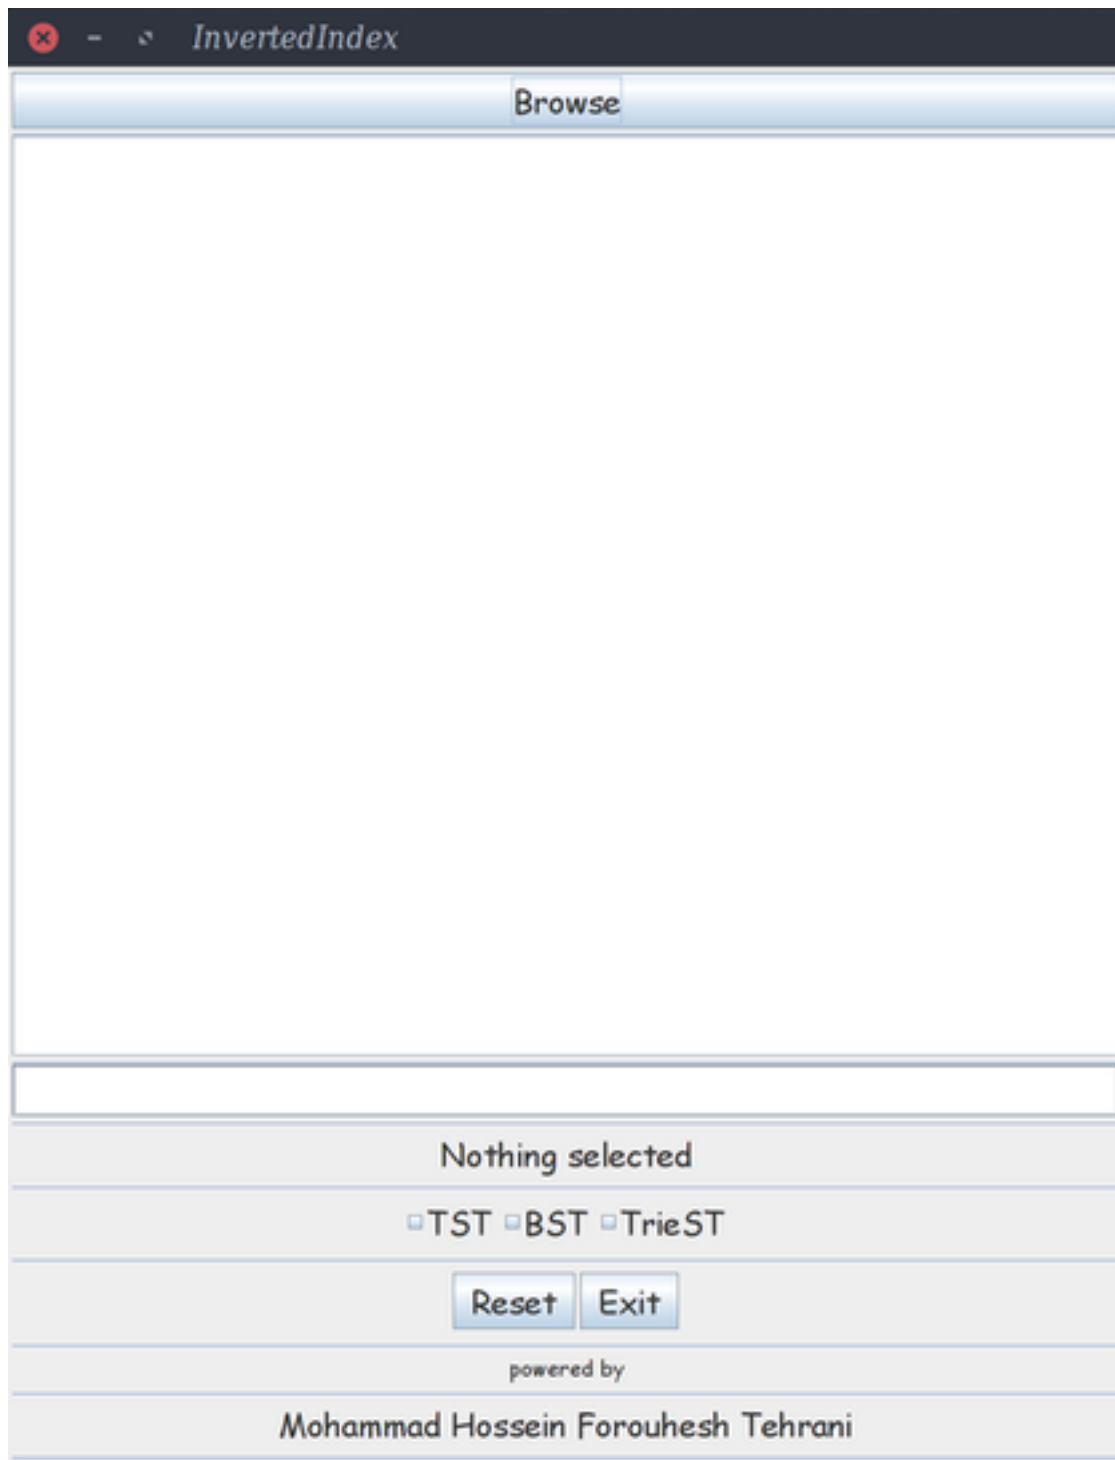 InvertedIndex
Browse
Nothing selected
TST BST TrieST
Reset Exit
powered by
Mohammad Hossein Forouhesh Tehrani